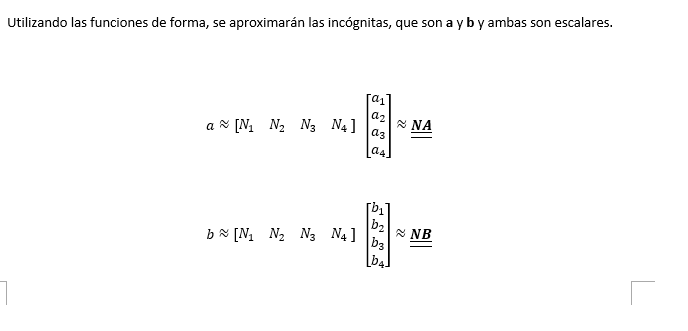 Utilizando las funciones de forma, se aproximarán las incógnitas, que son a y b y ambas son escalares.
a ≈ [N₁ N₂ N₃ N₄] [a₁ a₂ a₃ a₄] ≈ NA
b ≈ [N₁ N₂ N₃ N₄] [b₁ b₂ b₃ b₄] ≈ NB